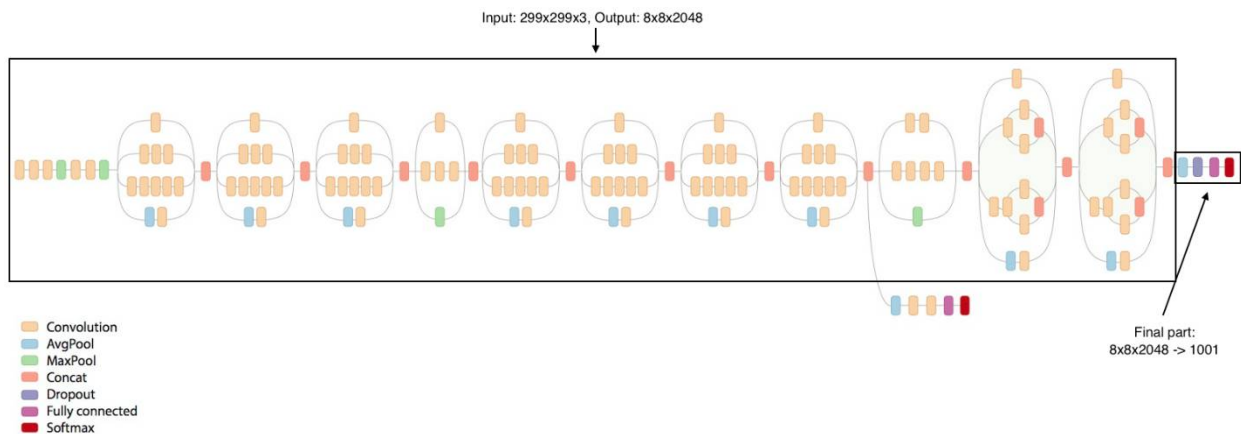 Input: 299x299x3, Output: 8x8x2048
Convolution
AvgPool
MaxPool
Concat
Dropout
Fully connected
Softmax
Final part:
8x8x2048 -> 1001